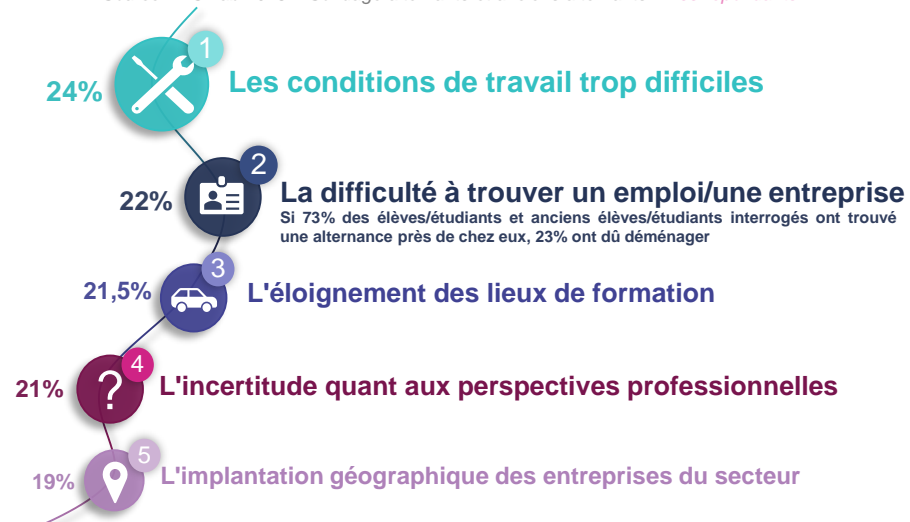 1
24%
Les conditions de travail trop difficiles
2
22%
La difficulté à trouver un emploi/une entreprise
Si 73% des élèves/étudiants et anciens élèves/étudiants interrogés ont trouvé
une alternance près de chez eux, 23% ont dû déménager
3
21,5%
L'éloignement des lieux de formation
4
21%
?
L'incertitude quant aux perspectives professionnelles
5
19%
L'implantation géographique des entreprises du secteur